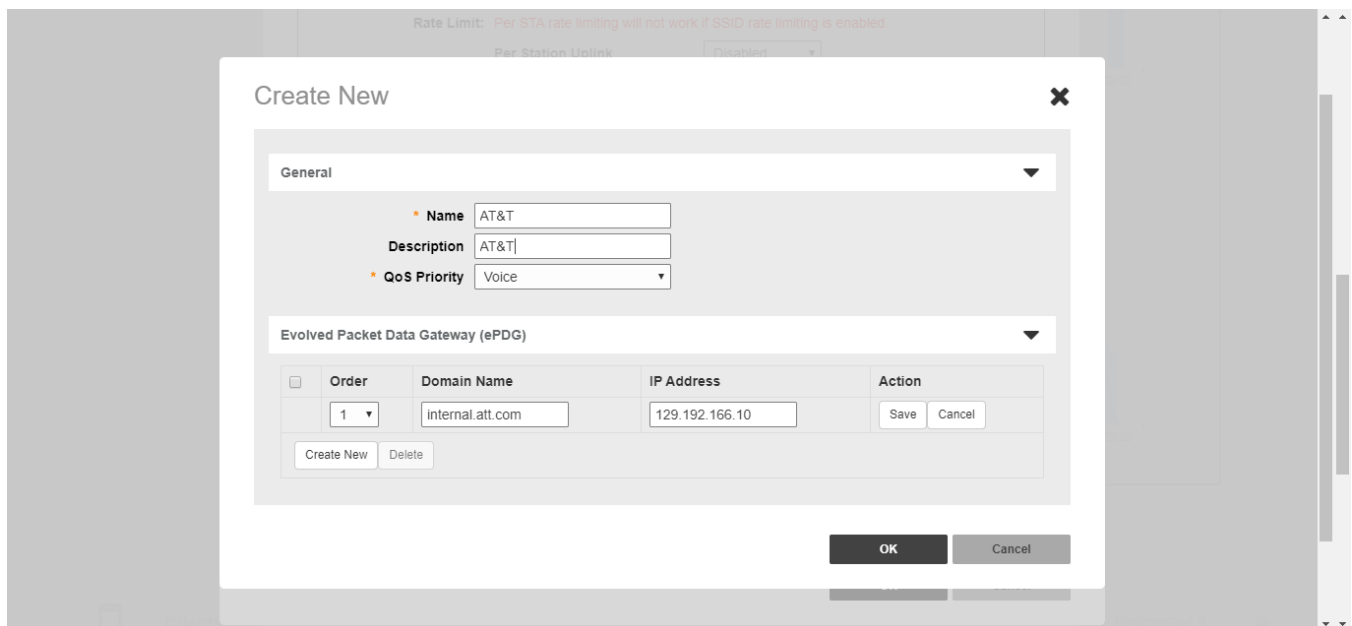 Rate Limit: Per STA rate limiting will not work if SSID rate limiting is enabled.
Per Station Uplink Disabled
Create New
General
* Name AT&T
Description AT&T
* QoS Priority Voice
Evolved Packet Data Gateway (ePDG)
Order Domain Name IP Address Action
1 internal.att.com 129.192.166.10 Save Cancel
Create New Delete
OK Cancel